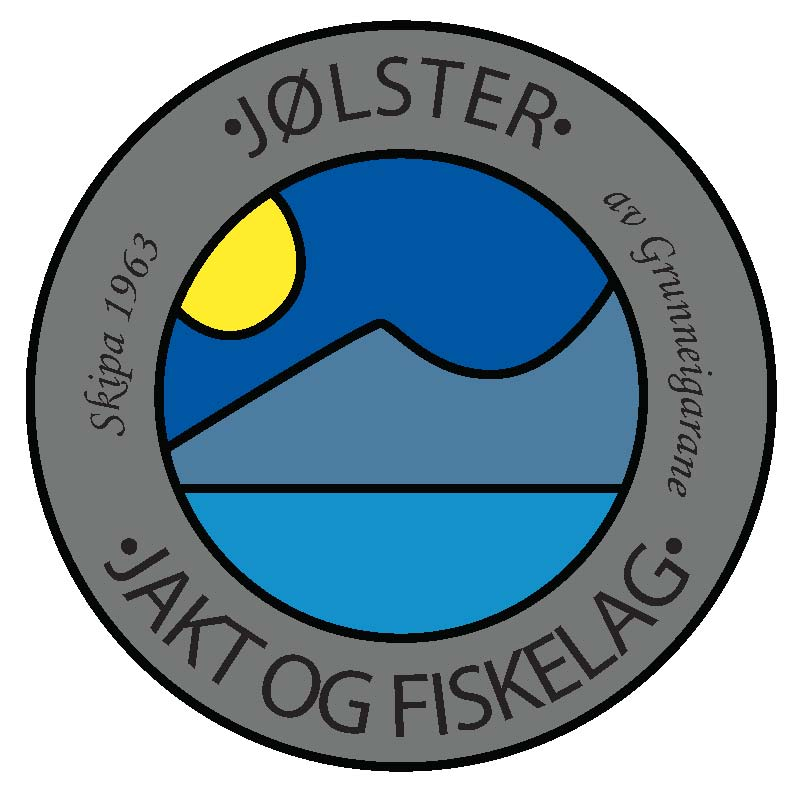 •JØLSTER•
Skipa 1963
av Grunneigarane
•JAKT OG FISKELAG•